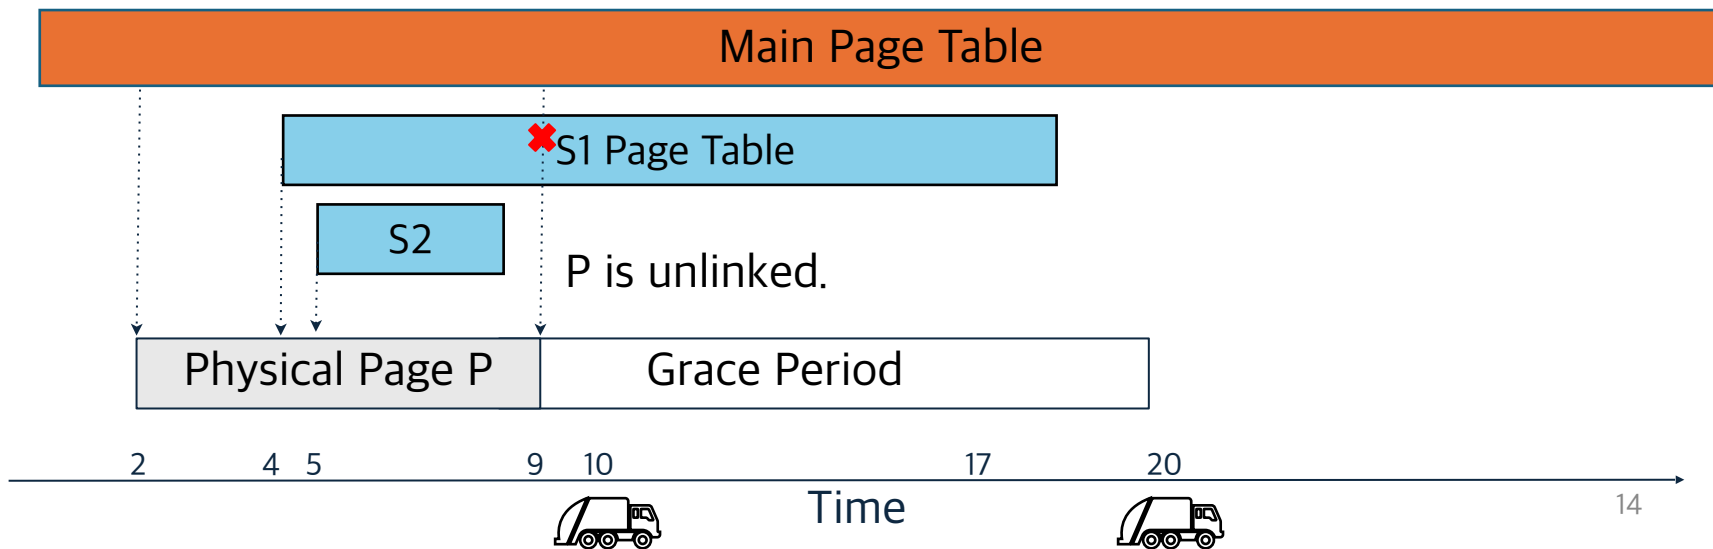 Main Page Table
S1 Page Table
S2
P is unlinked.
Physical Page P
Grace Period
2 4 5 9 10 17 20
Time
14